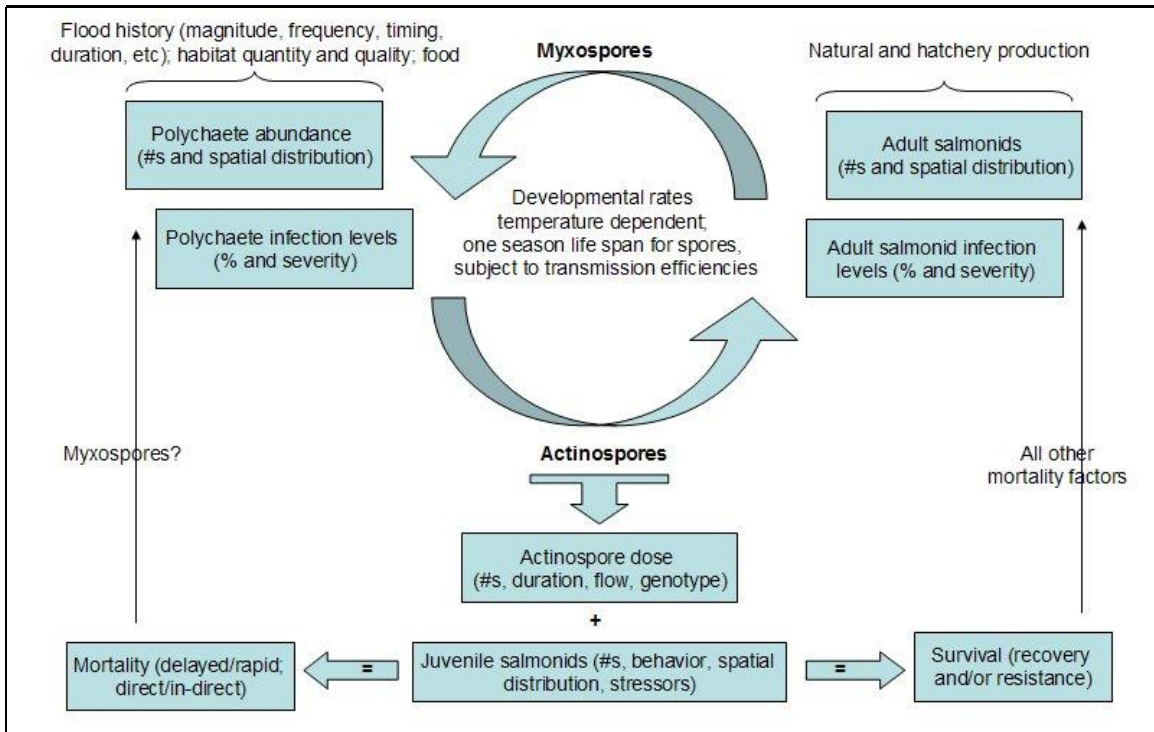 Flood history (magnitude, frequency, timing,
duration, etc); habitat quantity and quality; food
Myxospores
Natural and hatchery production
Polychaete abundance
(#s and spatial distribution)
Adult salmonids
(#s and spatial distribution)
Developmental rates
temperature dependent;
one season life span for spores,
subject to transmission efficiencies
Polychaete infection levels
(% and severity)
Adult salmonid infection
levels (% and severity)
Myxospores?
Actinospores
All other
mortality factors
Actinospore dose
(#s, duration, flow, genotype)
+
Mortality (delayed/rapid;
direct/in-direct)
=
Juvenile salmonids (#s, behavior, spatial
distribution, stressors)
=
Survival (recovery
and/or resistance)